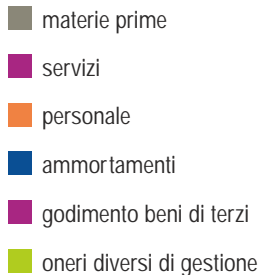 materie prime
servizi
personale
ammortamenti
godimento beni di terzi
oneri diversi di gestione